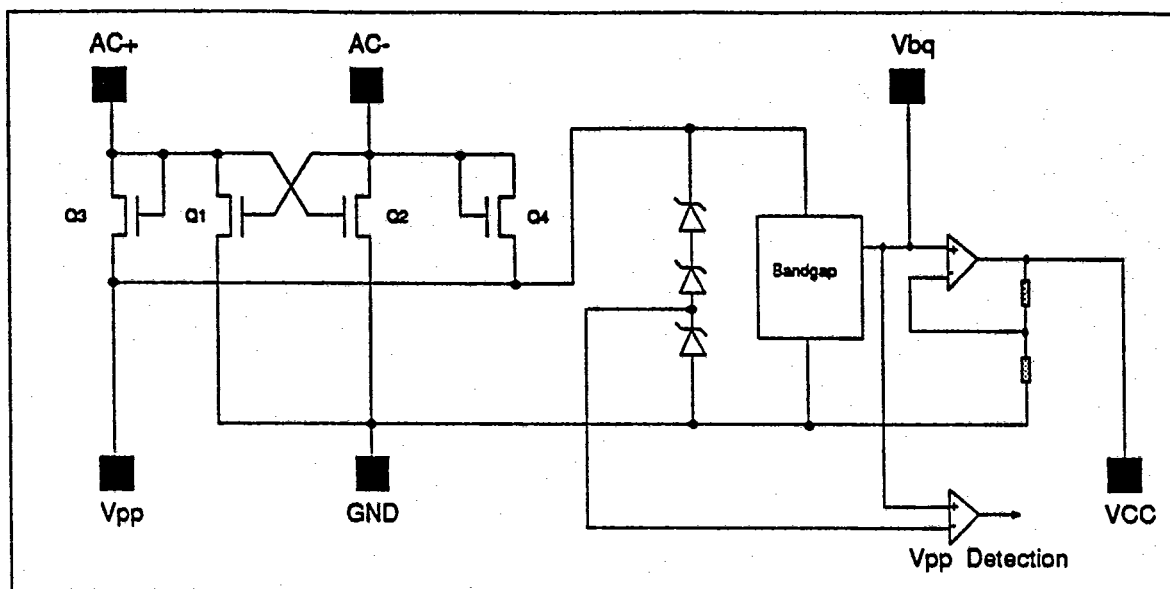 AC+
AC-
Vbq
Q3
Q1
Q2
Q4
Bandgap
+
-
Vpp
GND
VCC
+
-
Vpp Detection